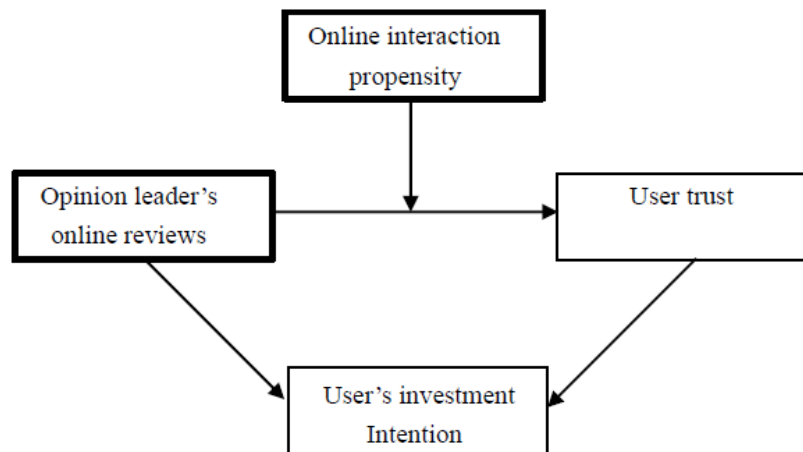 Online interaction
propensity
Opinion leader's
online reviews
User trust
User's investment
Intention